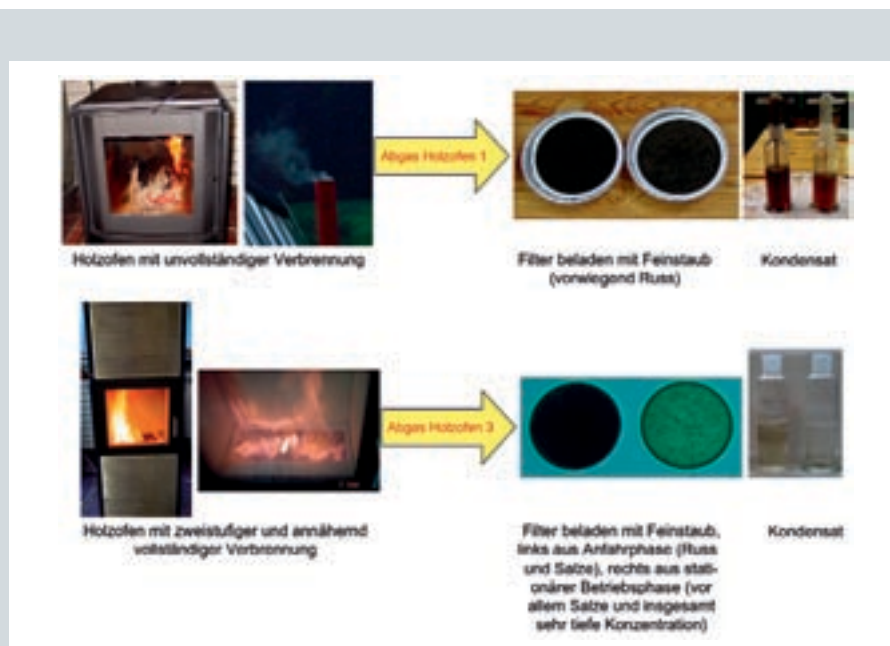 Abgas Holzofen 1
Holzofen mit unvollständiger Verbrennung
Filter beladen mit Feinstaub
(vorwiegend Russ)
Kondensat
Abgas Holzofen 3
Holzofen mit zweistufiger und annähernd
vollständiger Verbrennung
Filter beladen mit Feinstaub,
links aus Anfahrphase (Russ
und Salze), rechts aus stati-
onärer Betriebsphase (vor
allem Salze und insgesamt
sehr tiefe Konzentration)
Kondensat